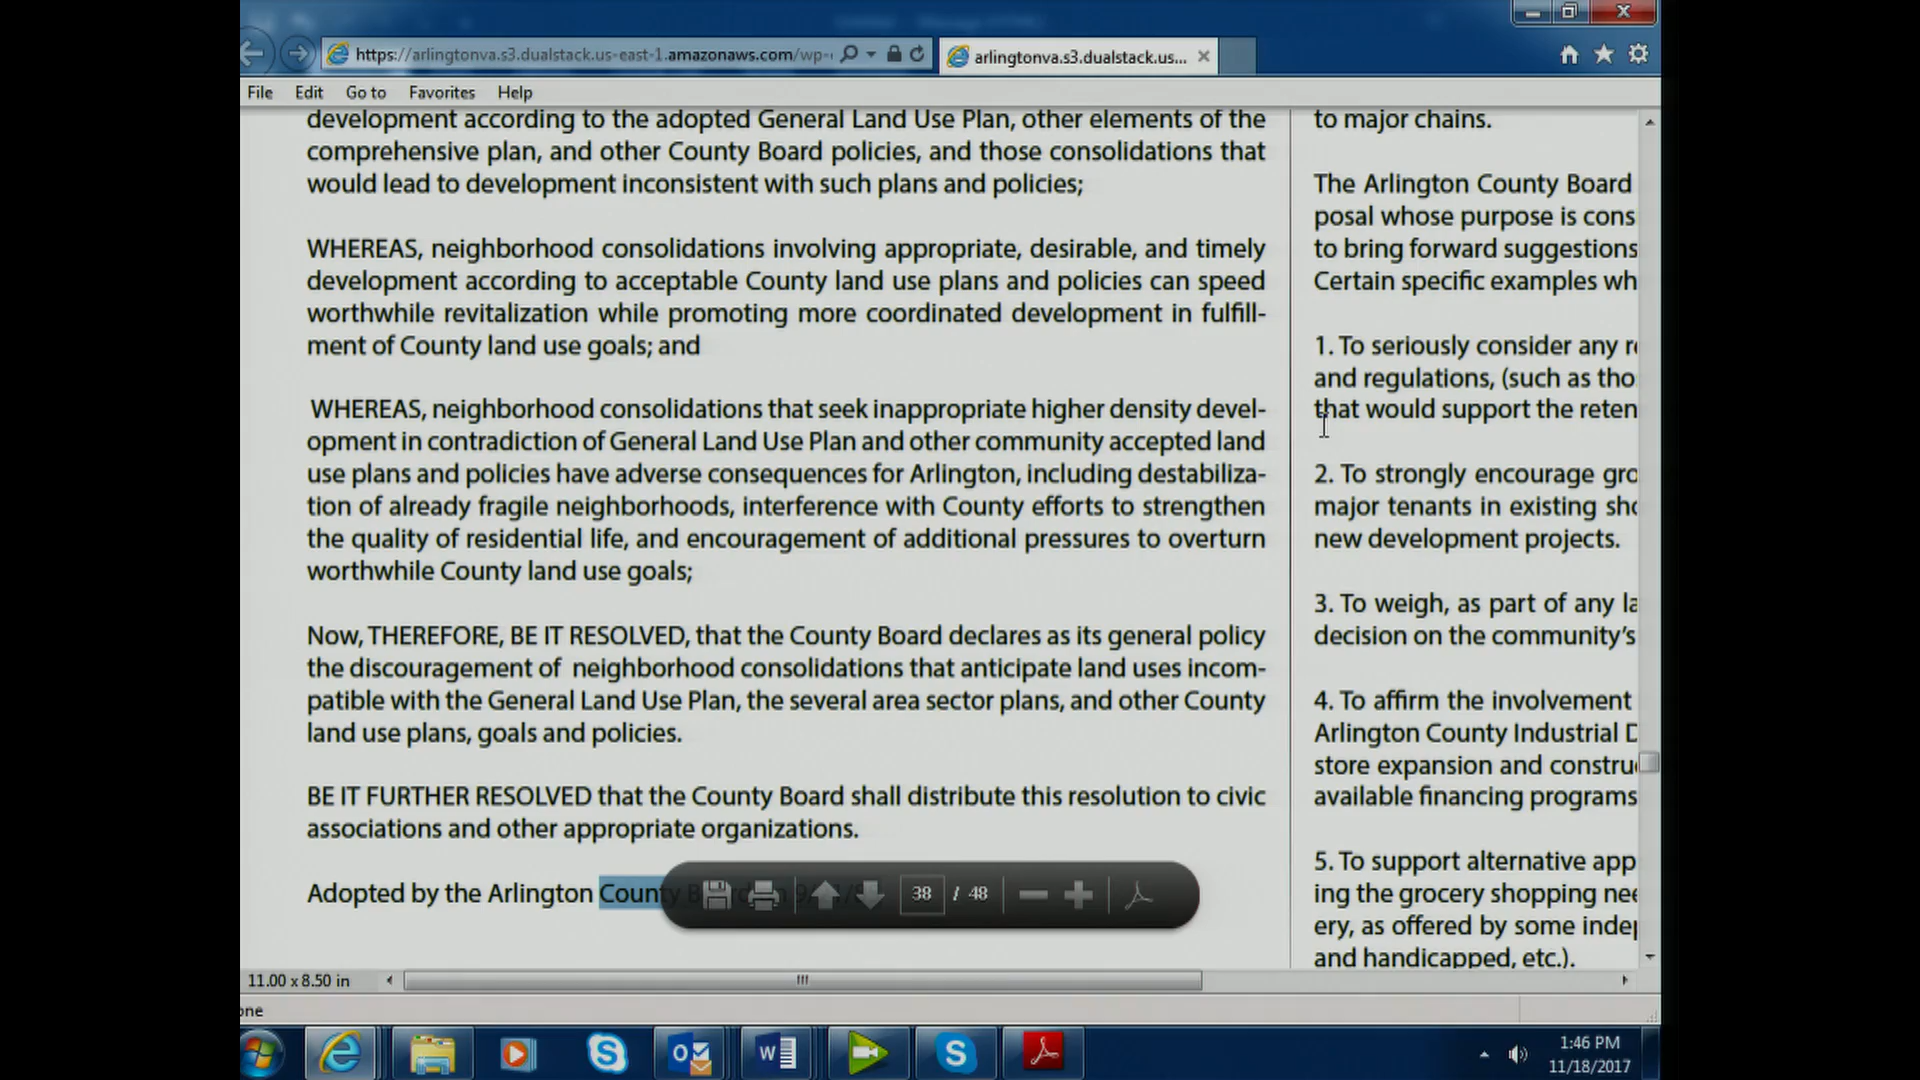 https://arlingtonva.s3.dualstack.us-east-1.amazonaws.com/wp-
arlingtonva.s3.dualstack.us...
File Edit Go to Favorites Help
development according to the adopted General Land Use Plan, other elements of the
comprehensive plan, and other County Board policies, and those consolidations that
would lead to development inconsistent with such plans and policies;
WHEREAS, neighborhood consolidations involving appropriate, desirable, and timely
development according to acceptable County land use plans and policies can speed
worthwhile revitalization while promoting more coordinated development in fulfill-
ment of County land use goals; and
WHEREAS, neighborhood consolidations that seek inappropriate higher density devel-
opment in contradiction of General Land Use Plan and other community accepted land
use plans and policies have adverse consequences for Arlington, including destabiliza-
tion of already fragile neighborhoods, interference with County efforts to strengthen
the quality of residential life, and encouragement of additional pressures to overturn
worthwhile County land use goals;
Now, THEREFORE, BE IT RESOLVED, that the County Board declares as its general policy
the discouragement of neighborhood consolidations that anticipate land uses incom-
patible with the General Land Use Plan, the several area sector plans, and other County
land use plans, goals and policies.
BE IT FURTHER RESOLVED that the County Board shall distribute this resolution to civic
associations and other appropriate organizations.
Adopted by the Arlington County
to major chains.
The Arlington County Board
posal whose purpose is cons
to bring forward suggestions
Certain specific examples wh
1. To seriously consider any r
and regulations, (such as tho
that would support the reten
2. To strongly encourage gro
major tenants in existing sho
new development projects.
3. To weigh, as part of any la
decision on the community's
4. To affirm the involvement
Arlington County Industrial D
store expansion and constru
available financing programs
5. To support alternative app
ing the grocery shopping nee
ery, as offered by some indep
and handicapped, etc.).
38 / 48
11.00 x 8.50 in
one
1:46 PM
11/18/2017